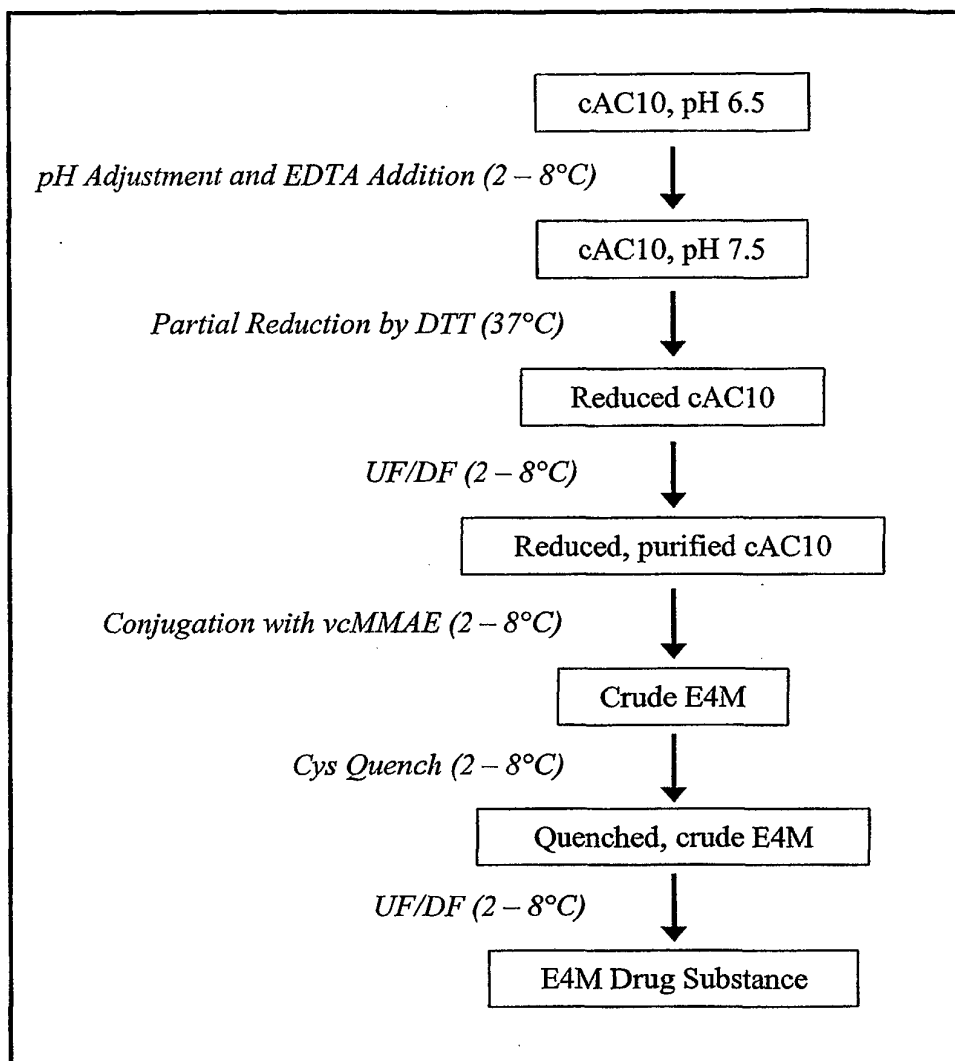 cAC10, pH 6.5
pH Adjustment and EDTA Addition (2 – 8°C)
cAC10, pH 7.5
Partial Reduction by DTT (37°C)
Reduced cAC10
UF/DF (2 – 8°C)
Reduced, purified cAC10
Conjugation with vcMMAE (2 – 8°C)
Crude E4M
Cys Quench (2 – 8°C)
Quenched, crude E4M
UF/DF (2 – 8°C)
E4M Drug Substance